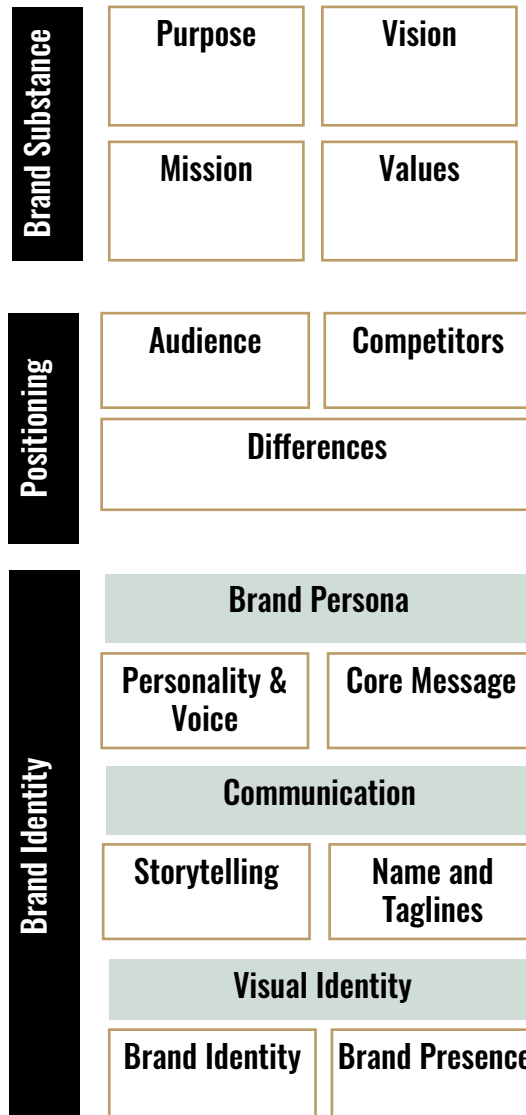 Brand Substance
Purpose
Vision
Mission
Values
Positioning
Audience
Competitors
Differences
Brand Identity
Brand Persona
Personality &
Voice
Core Message
Communication
Storytelling
Name and
Taglines
Visual Identity
Brand Identity
Brand Presence